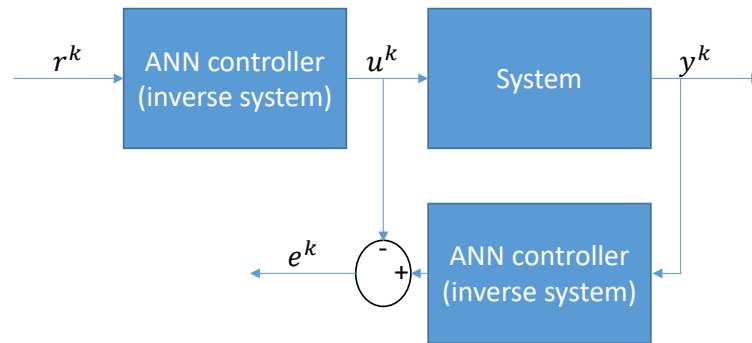 r^k
ANN controller
(inverse system)
u^k
System
y^k
e^k
-
+
ANN controller
(inverse system)